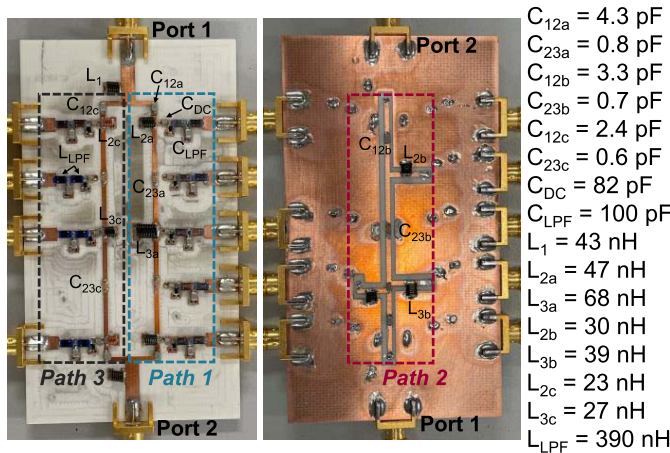 Port 1
L1
C12a
C12c
CDC
L2a
L2c
CLPF
LLPF
C23a
L3c
L3a
C23c
Path 3
Path 1
Port 2
Port 2
C12b
L2b
C23b
L3b
Path 2
Port 1
C12a = 4.3 pF
C23a = 0.8 pF
C12b = 3.3 pF
C23b = 0.7 pF
C12c = 2.4 pF
C23c = 0.6 pF
CDC = 82 pF
CLPF = 100 pF
L1 = 43 nH
L2a = 47 nH
L3a = 68 nH
L2b = 30 nH
L3b = 39 nH
L2c = 23 nH
L3c = 27 nH
LLPF = 390 nH